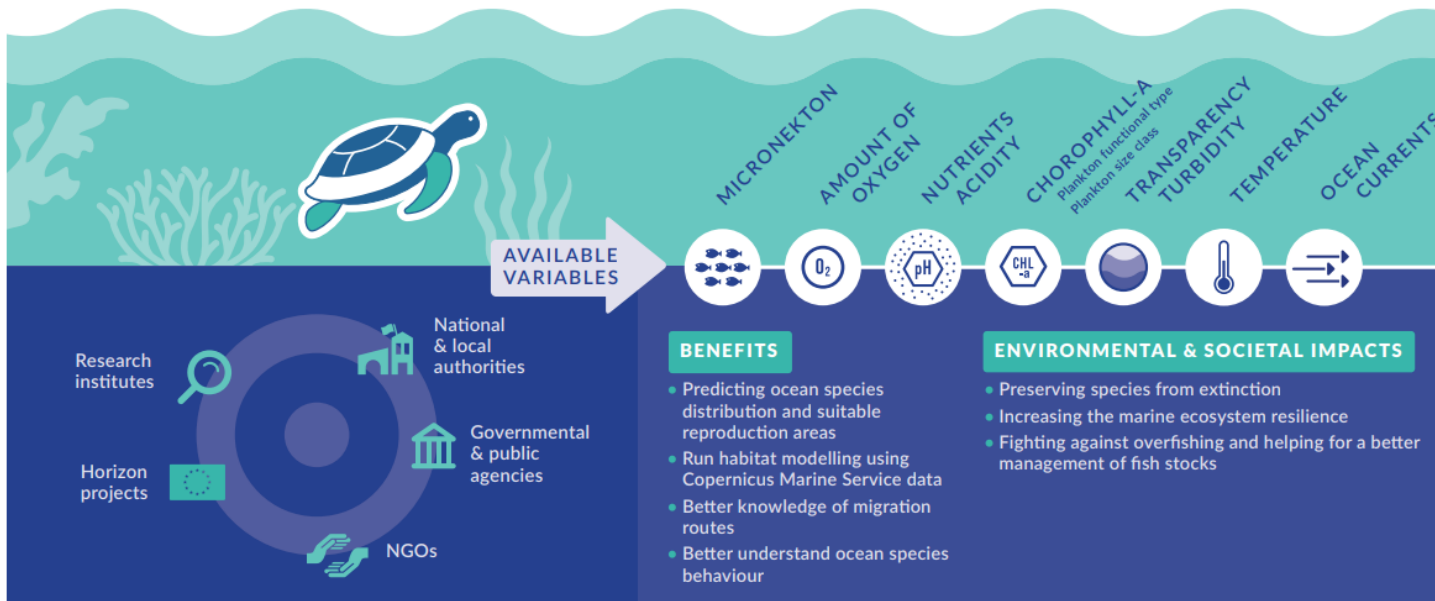 MICRONEKTON
AMOUNT OF
OXYGEN
NUTRIENTS
ACIDITY
CHOROPHYLL-A
Plankton functional type
Plankton size class
TRANSPARENCY
TURBIDITY
TEMPERATURE
OCEAN
CURRENTS
AVAILABLE
VARIABLES
O₂
pH
CHL
-a
Research
institutes
National
& local
authorities
Governmental
& public
agencies
Horizon
projects
NGOs
BENEFITS
• Predicting ocean species
distribution and suitable
reproduction areas
• Run habitat modelling using
Copernicus Marine Service data
• Better knowledge of migration
routes
• Better understand ocean species
behaviour
ENVIRONMENTAL & SOCIETAL IMPACTS
• Preserving species from extinction
• Increasing the marine ecosystem resilience
• Fighting against overfishing and helping for a better
management of fish stocks